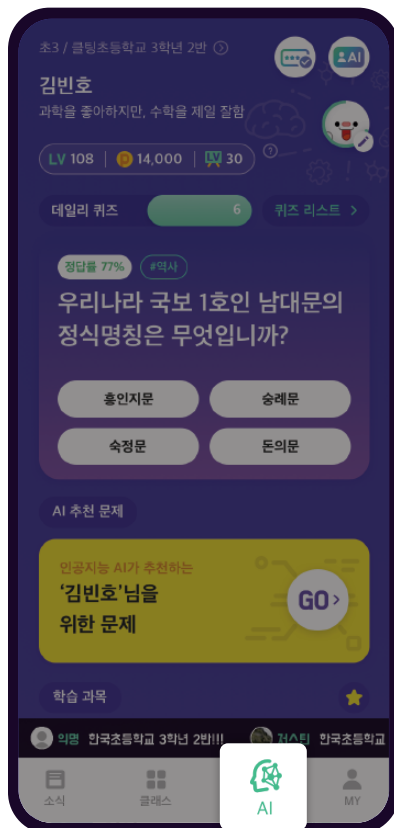 초3 / 클팅초등학교 3학년 2반
AI
김빈호
과학을 좋아하지만, 수학을 제일 잘함
LV 108 D 14,000 LV 30
?
데일리 퀴즈 6 퀴즈 리스트 >
정답률 77% #역사
우리나라 국보 1호인 남대문의
정식명칭은 무엇입니까?
흥인지문 숭례문
숙정문 돈의문
AI 추천 문제
인공지능 AI가 추천하는
‘김빈호’님을
위한 문제
GO >
학습 과목
익명 한국초등학교 3학년 2반!!! 저스틴 한국초등학교
소식 클래스 AI MY